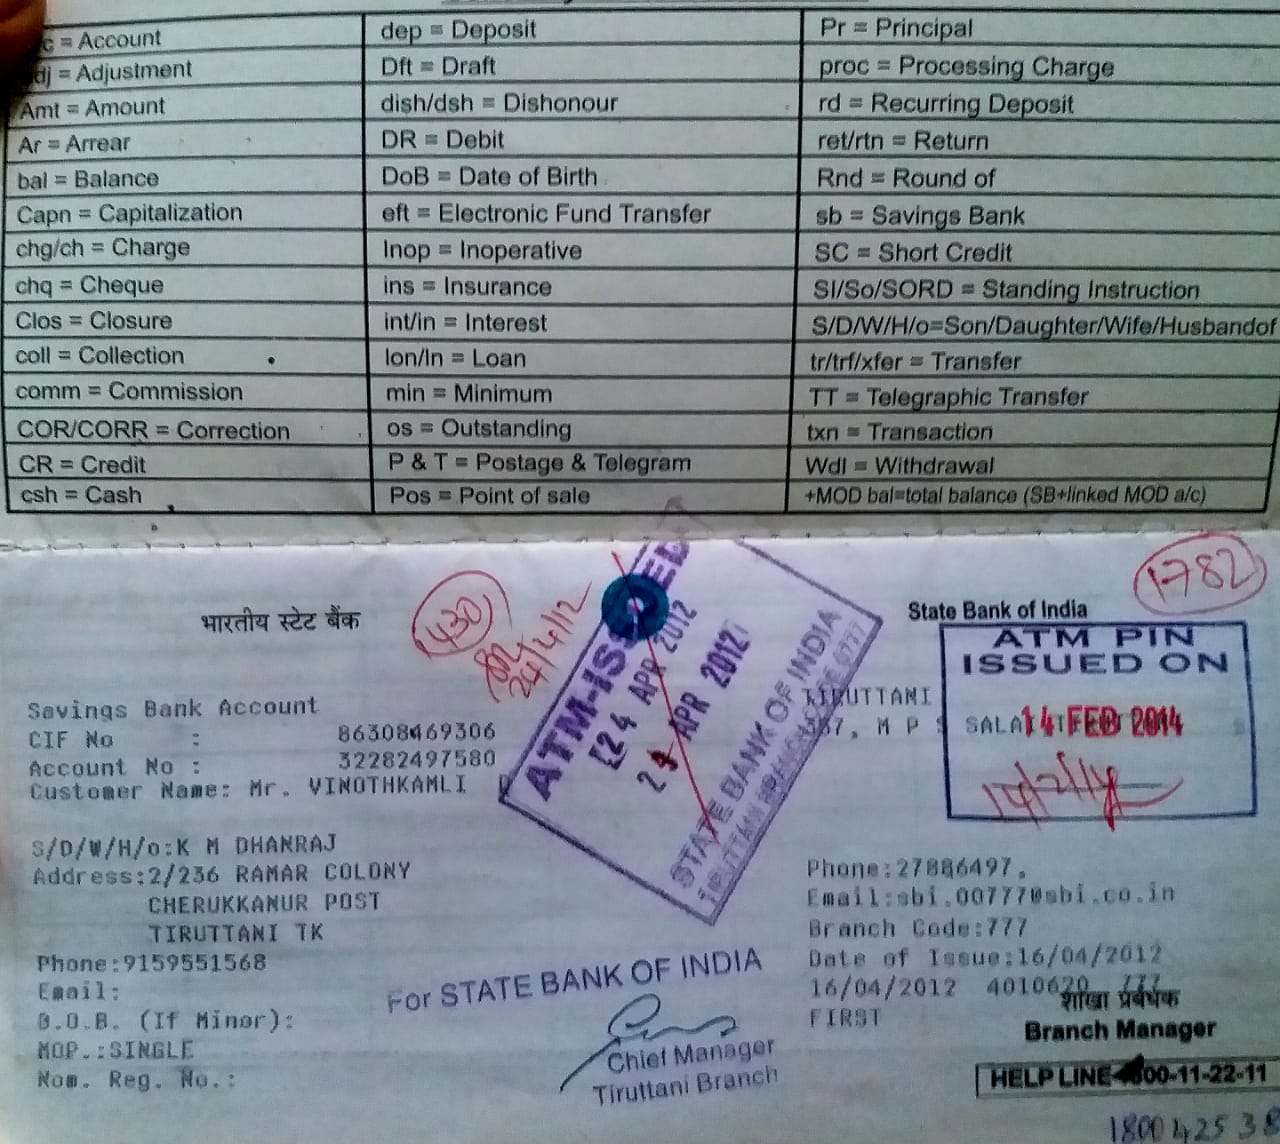 c = Account
dj = Adjustment
Amt = Amount
Ar = Arrear
bal = Balance
Capn = Capitalization
chg/ch = Charge
chq = Cheque
Clos = Closure
coll = Collection
comm = Commission
COR/CORR = Correction
CR = Credit
csh = Cash
dep = Deposit
Dft = Draft
dish/dsh = Dishonour
DR = Debit
DoB = Date of Birth
eft = Electronic Fund Transfer
Inop = Inoperative
ins = Insurance
int/in = Interest
lon/ln = Loan
min = Minimum
os = Outstanding
P & T = Postage & Telegram
Pos = Point of sale
Pr = Principal
proc = Processing Charge
rd = Recurring Deposit
ret/rtn = Return
Rnd = Round of
sb = Savings Bank
SC = Short Credit
SI/So/SORD = Standing Instruction
S/D/W/H/o=Son/Daughter/Wife/Husbandof
tr/trf/xfer = Transfer
TT = Telegraphic Transfer
txn = Transaction
Wdl = Withdrawal
+MOD bal=total balance (SB+linked MOD a/c)
भारतीय स्टेट बैंक
430
24/4/12
24 APR 2012
APR 2012
STATE BANK OF INDIA
State Bank of India
1782
ATM PIN
ISSUED ON
14 FEB 2014
14/2/14
TIRUTTANI
M P
Savings Bank Account
CIF No : 86308469306
Account No : 32282497580
Customer Name: Mr. VINOTHKAMLI
S/D/W/H/o:K M DHANRAJ
Address:2/236 RAMAR COLONY
CHERUKKANUR POST
TIRUTTANI TK
Phone:9159551568
Email:
D.O.B. (If Minor):
MOP.:SINGLE
Nom. Reg. No.:
For STATE BANK OF INDIA
Chief Manager
Tiruttani Branch
Phone:27886497,
Email:sbi.00777@sbi.co.in
Branch Code:777
Date of Issue:16/04/2012
16/04/2012 4010620 777
FIRST
शाखा प्रबंधक
Branch Manager
HELP LINE 800-11-22-11
1800 425 38